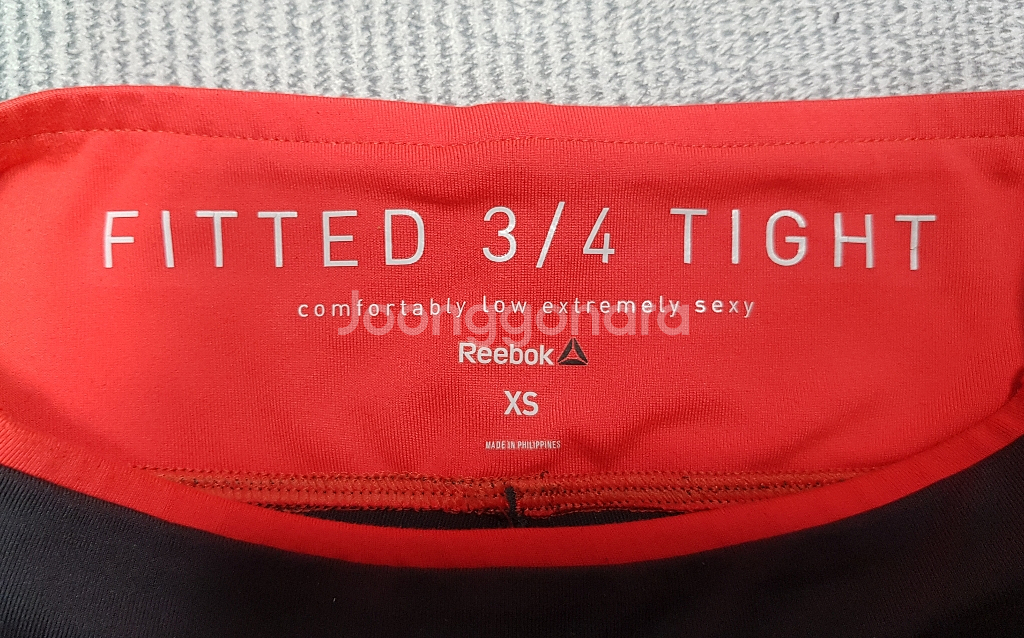 FITTED 3/4 TIGHT
comfortably low extremely sexy
Joonggonara
Reebok
XS
MADE IN PHILIPPINES